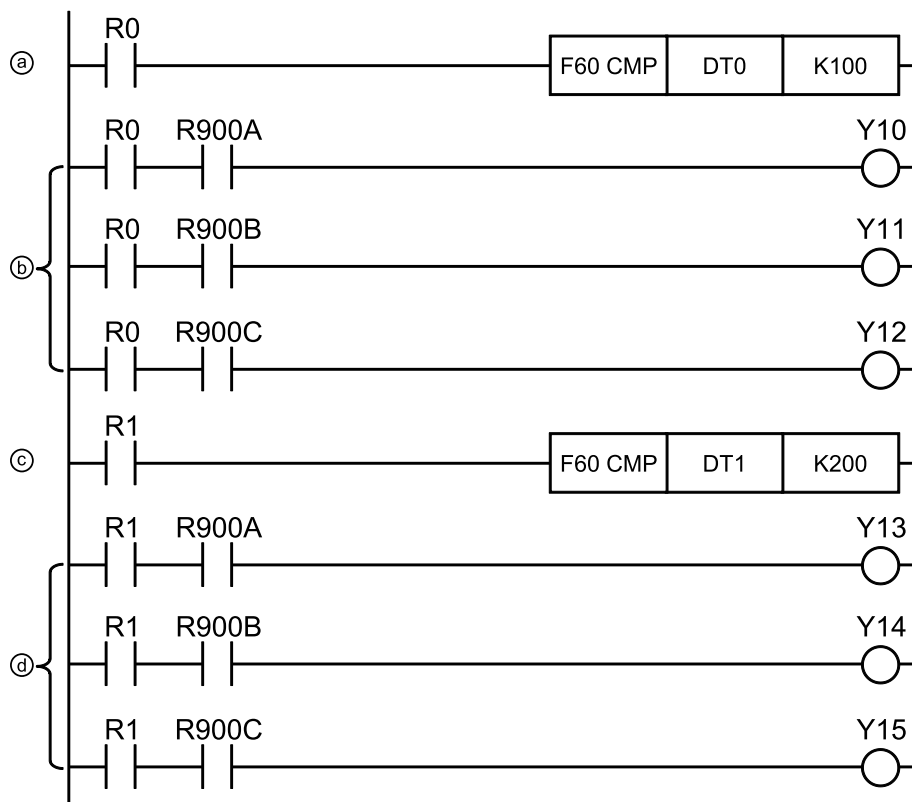 R0
ⓐ F60 CMP DT0 K100
R0 R900A Y10
R0 R900B Y11
ⓑ
R0 R900C Y12
R1
ⓒ F60 CMP DT1 K200
R1 R900A Y13
R1 R900B Y14
ⓓ
R1 R900C Y15